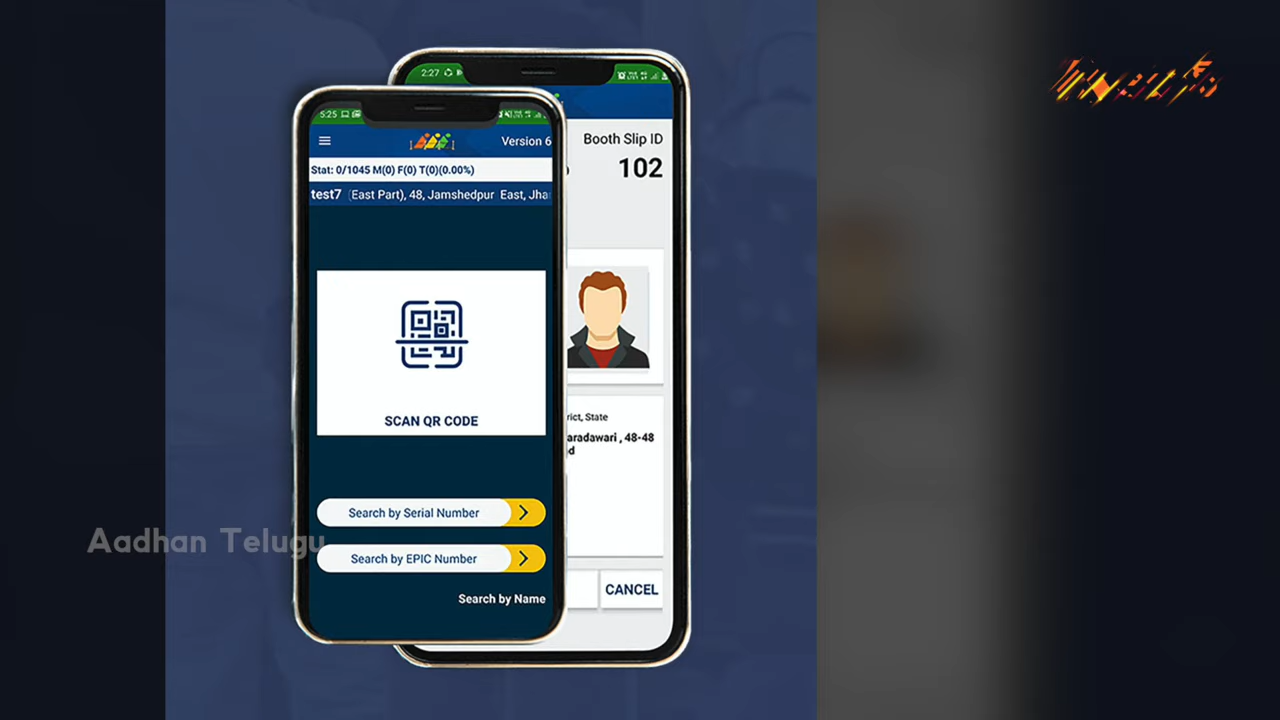 2:27
5:25
Version 6
Stat: 0/1045 M(0) F(0) T(0)(0.00%)
test7 (East Part), 48, Jamshedpur East, Jha
SCAN QR CODE
Search by Serial Number
Search by EPIC Number
Search by Name
Booth Slip ID
102
rict, State
aradawari , 48-48
d
CANCEL
Aadhan Telugu